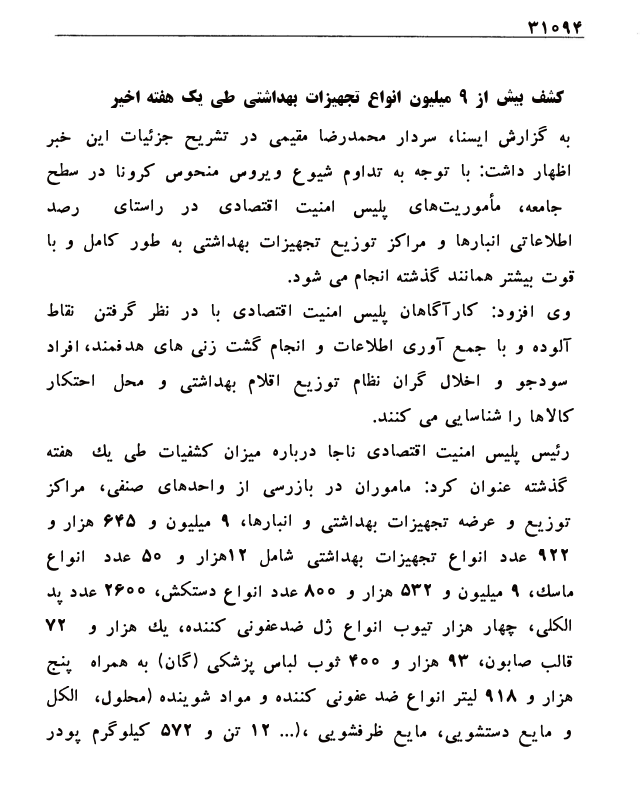 ۳۱۰۹۴
کشف بیش از ۹ میلیون انواع تجهیزات بهداشتی طی یک هفته اخیر
به گزارش ایسنا، سردار محمدرضا مقیمی در تشریح جزئیات این خبر
اظهار داشت: با توجه به تداوم شیوع ویروس منحوس کرونا در سطح
جامعه، مأموریت‌های پلیس امنیت اقتصادی در راستای رصد
اطلاعاتی انبارها و مراکز توزیع تجهیزات بهداشتی به طور کامل و با
قوت بیشتر همانند گذشته انجام می شود.
وی افزود: کارآگاهان پلیس امنیت اقتصادی با در نظر گرفتن نقاط
آلوده و با جمع آوری اطلاعات و انجام گشت زنی های هدفمند، افراد
سودجو و اخلال گران نظام توزیع اقلام بهداشتی و محل احتکار
کالاها را شناسایی می کنند.
رئیس پلیس امنیت اقتصادی ناجا درباره میزان کشفیات طی یك هفته
گذشته عنوان کرد: ماموران در بازرسی از واحدهای صنفی، مراکز
توزیع و عرضه تجهیزات بهداشتی و انبارها، ۹ میلیون و ۶۴۵ هزار و
۹۲۲ عدد انواع تجهیزات بهداشتی شامل ۱۲هزار و ۵۰ عدد انواع
ماسك، ۹ میلیون و ۵۳۲ هزار و ۸۰۰ عدد انواع دستکش، ۲۶۰۰ عدد پد
الکلی، چهار هزار تیوب انواع ژل ضدعفونی کننده، یك هزار و ۷۲
قالب صابون، ۹۳ هزار و ۴۰۰ ثوب لباس پزشکی (گان) به همراه پنج
هزار و ۹۱۸ لیتر انواع ضد عفونی کننده و مواد شوینده (محلول، الکل
و مایع دستشویی، مایع ظرفشویی ،(... ۱۲ تن و ۵۷۲ کیلوگرم پودر